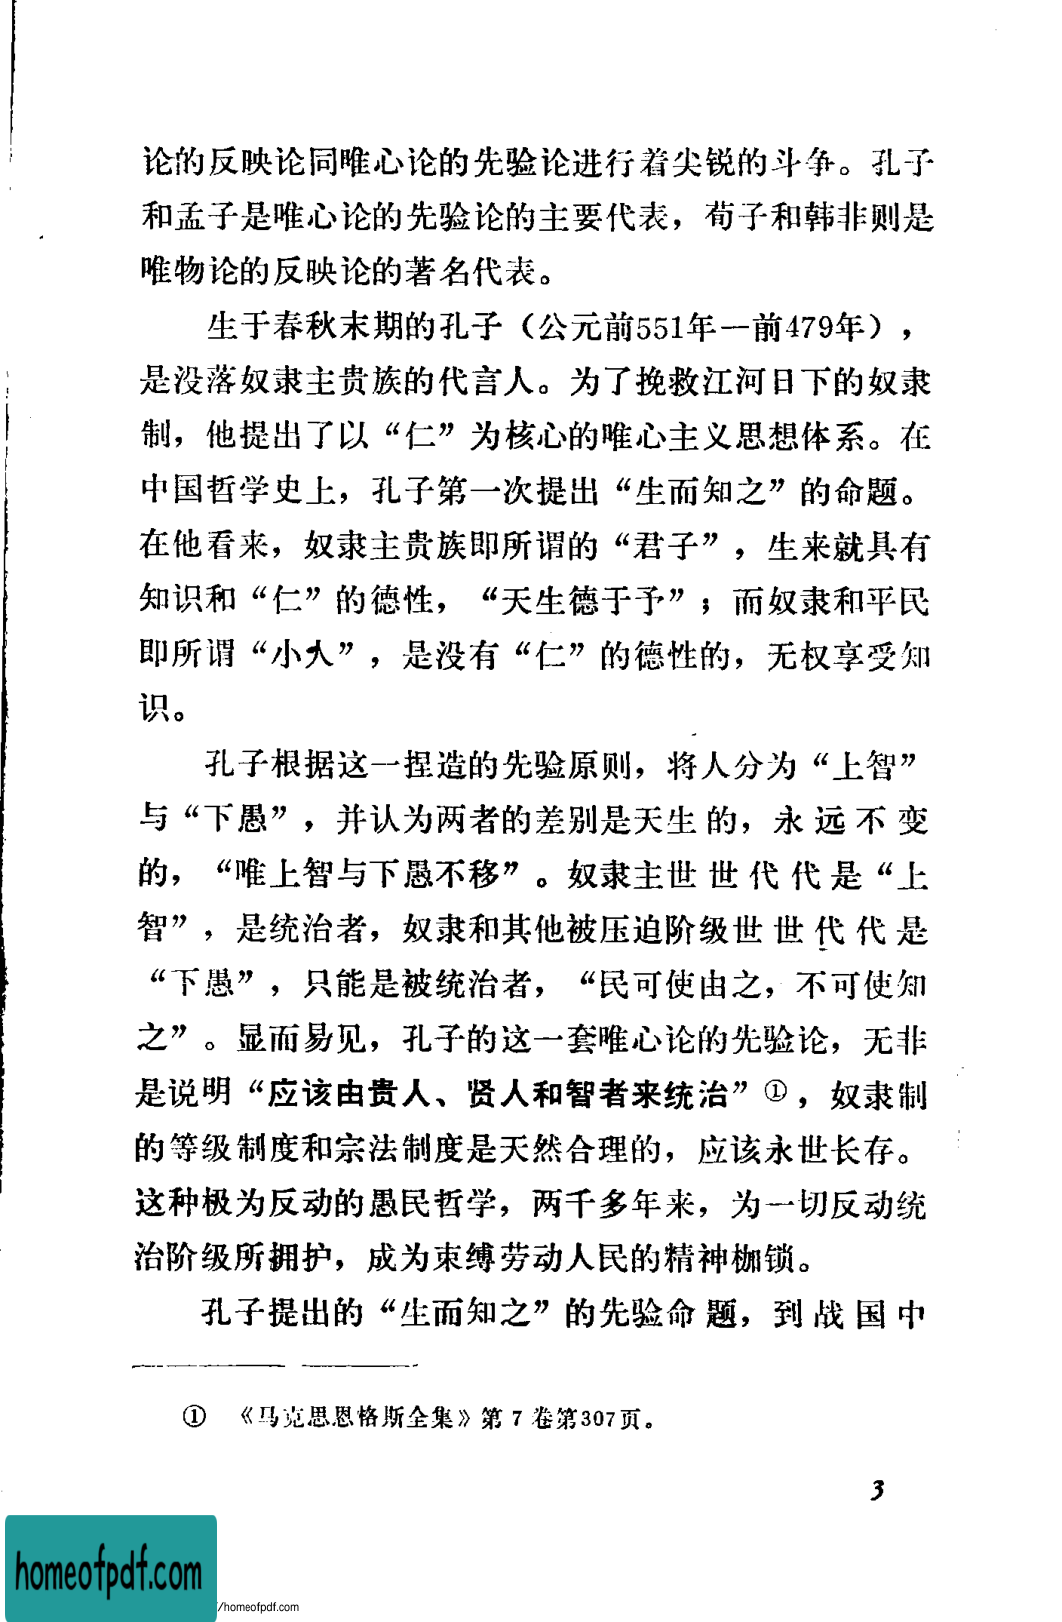 论的反映论同唯心论的先验论进行着尖锐的斗争。孔子
和孟子是唯心论的先验论的主要代表，荀子和韩非则是
唯物论的反映论的著名代表。
生于春秋末期的孔子（公元前551年—前479年），
是没落奴隶主贵族的代言人。为了挽救江河日下的奴隶
制，他提出了以“仁”为核心的唯心主义思想体系。在
中国哲学史上，孔子第一次提出“生而知之”的命题。
在他看来，奴隶主贵族即所谓的“君子”，生来就具有
知识和“仁”的德性，“天生德于予”；而奴隶和平民
即所谓“小人”，是没有“仁”的德性的，无权享受知
识。
孔子根据这一捏造的先验原则，将人分为“上智”
与“下愚”，并认为两者的差别是天生的，永远不变
的，“唯上智与下愚不移”。奴隶主世世代代是“上
智”，是统治者，奴隶和其他被压迫阶级世世代代是
“下愚”，只能是被统治者，“民可使由之，不可使知
之”。显而易见，孔子的这一套唯心论的先验论，无非
是说明“应该由贵人、贤人和智者来统治”①，奴隶制
的等级制度和宗法制度是天然合理的，应该永世长存。
这种极为反动的愚民哲学，两千多年来，为一切反动统
治阶级所拥护，成为束缚劳动人民的精神枷锁。
孔子提出的“生而知之”的先验命题，到战国中
① 《马克思恩格斯全集》第7卷第307页。
3
homeofpdf.com
/homeofpdf.com